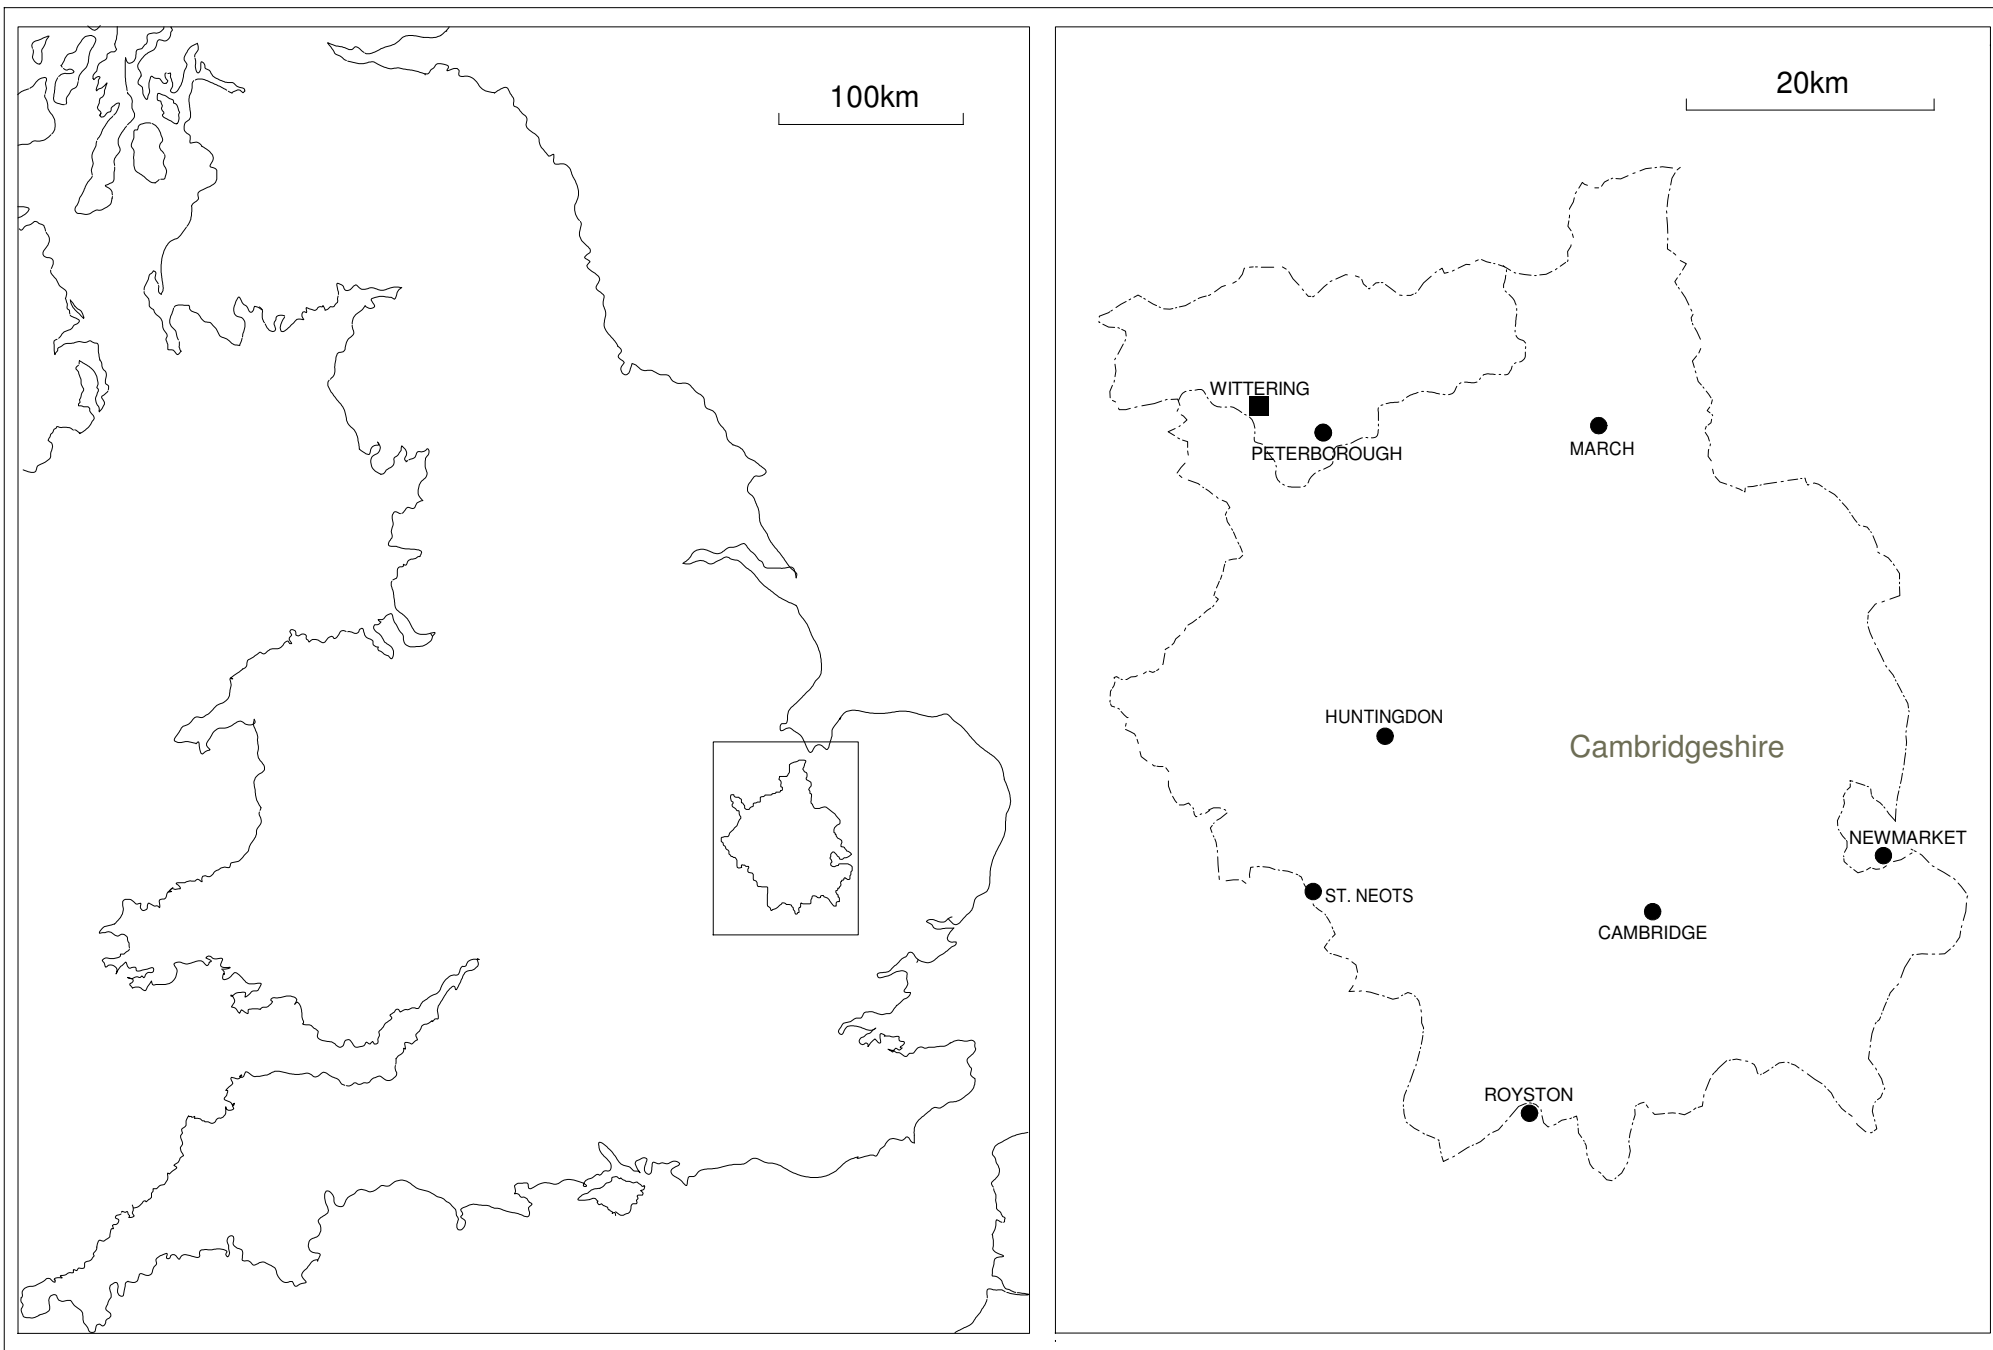 100km
20km
WITTERING
PETERBOROUGH
MARCH
HUNTINGDON
Cambridgeshire
NEWMARKET
ST. NEOTS
CAMBRIDGE
ROYSTON